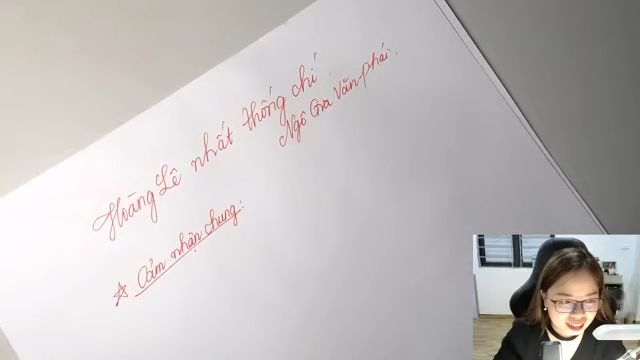 Hoàng Lê nhất thống chí
Ngô Gia Văn phái.
☆ Cảm nhận chung: